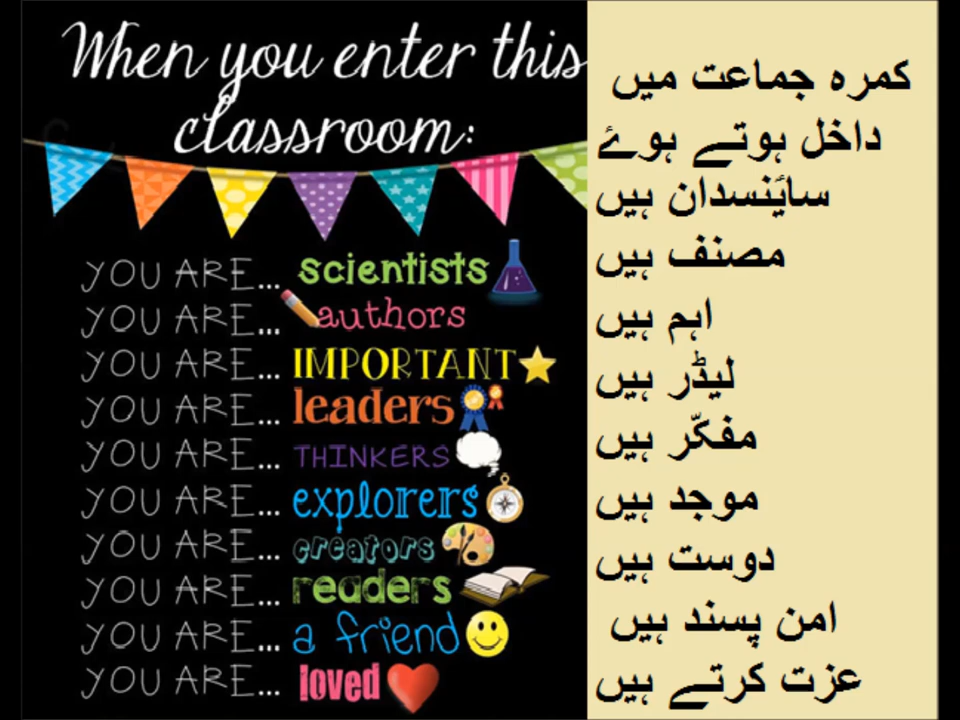 When you enter this
classroom:
YOU ARE... scientists
YOU ARE... authors
YOU ARE... IMPORTANT
YOU ARE... leaders
YOU ARE... THINKERS
YOU ARE... explorers
YOU ARE... creators
YOU ARE... readers
YOU ARE... a friend
YOU ARE... loved
کمرہ جماعت میں
داخل ہوتے ہوۓ
سایٔنسدان ہیں
مصنف ہیں
اہم ہیں
لیڈر ہیں
مفکّر ہیں
موجد ہیں
دوست ہیں
امن پسند ہیں
عزت کرتے ہیں